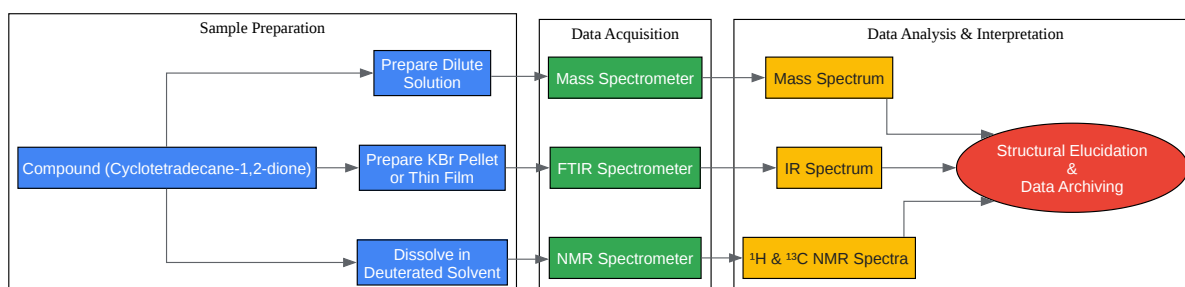 Sample Preparation
Data Acquisition
Data Analysis & Interpretation
Prepare Dilute
Solution
Mass Spectrometer
Mass Spectrum
Compound (Cyclotetradecane-1,2-dione)
Prepare KBr Pellet
or Thin Film
FTIR Spectrometer
IR Spectrum
Structural Elucidation
&
Data Archiving
Dissolve in
Deuterated Solvent
NMR Spectrometer
¹H & ¹³C NMR Spectra